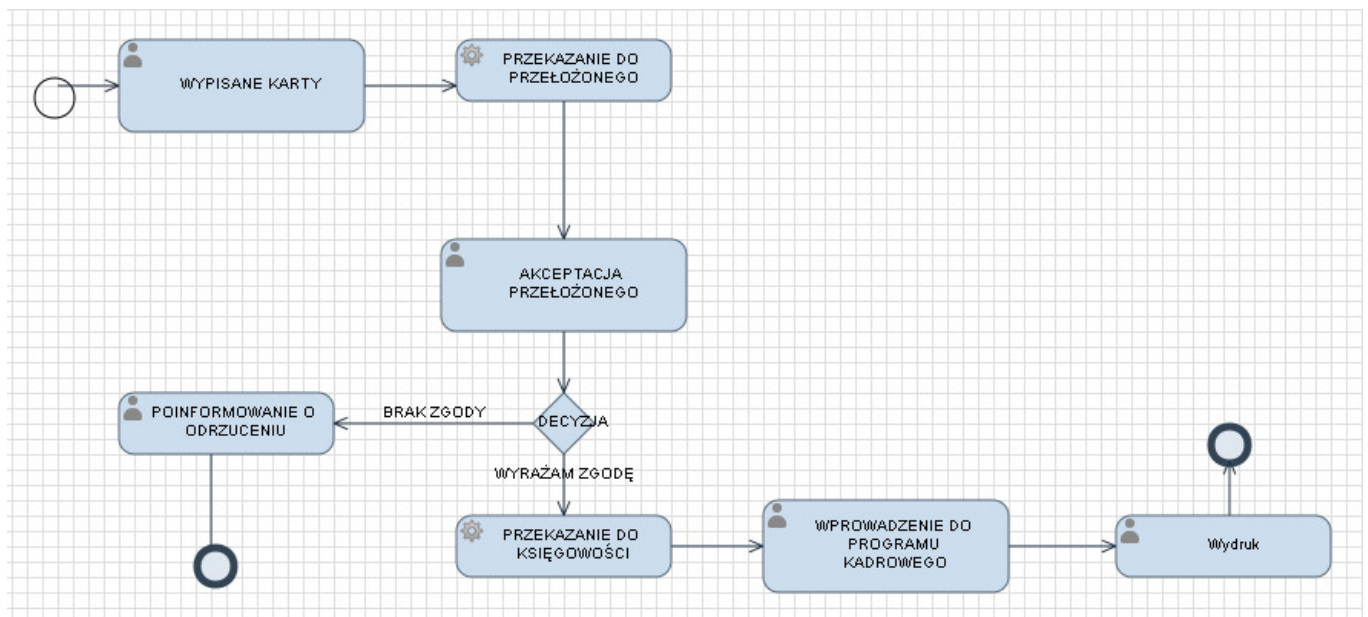 WYPISANE KARTY
PRZEKAZANIE DO
PRZEŁOŻONEGO
AKCEPTACJA
PRZEŁOŻONEGO
DECYZJA
BRAK ZGODY
POINFORMOWANIE O
ODRZUCENIU
WYRAŻAM ZGODĘ
PRZEKAZANIE DO
KSIĘGOWOŚCI
WPROWADZENIE DO
PROGRAMU
KADROWEGO
Wydruk